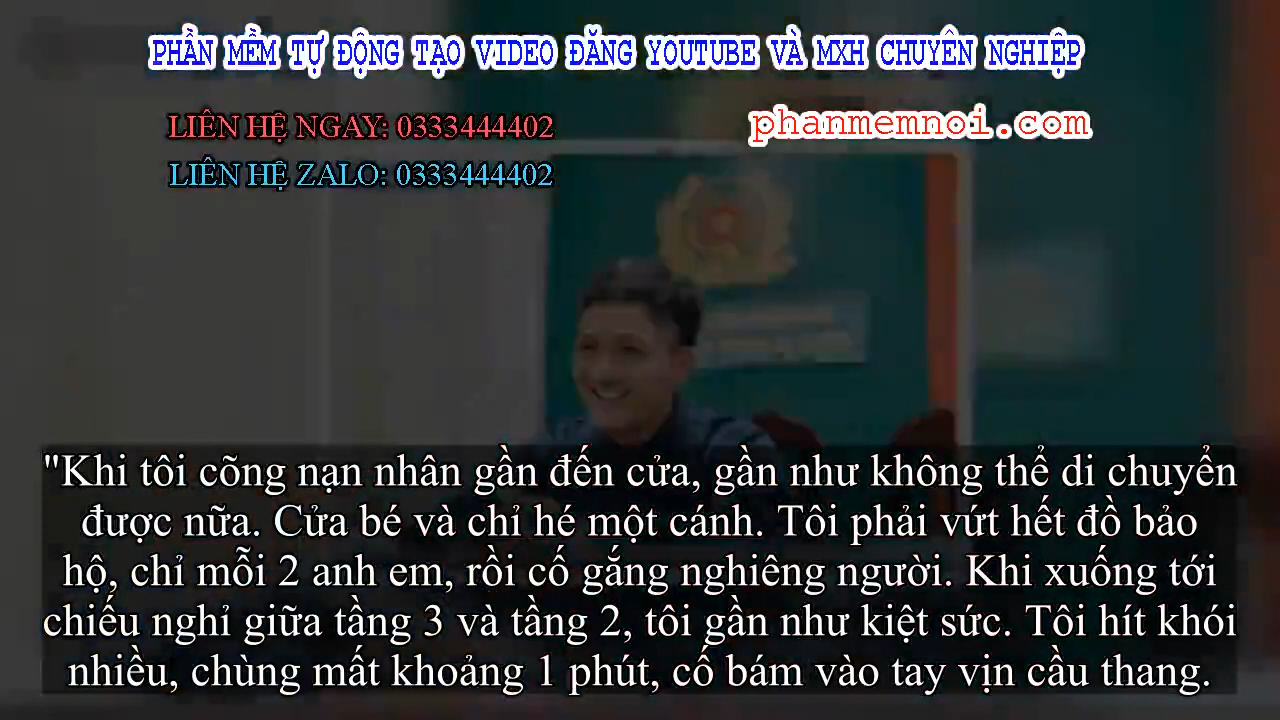 PHẦN MỀM TỰ ĐỘNG TẠO VIDEO ĐĂNG YOUTUBE VÀ MXH CHUYÊN NGHIỆP
LIÊN HỆ NGAY: 0333444402
phanmemnoi.com
LIÊN HỆ ZALO: 0333444402
"Khi tôi cõng nạn nhân gần đến cửa, gần như không thể di chuyển
được nữa. Cửa bé và chỉ hé một cánh. Tôi phải vứt hết đồ bảo
hộ, chỉ mỗi 2 anh em, rồi cố gắng nghiêng người. Khi xuống tới
chiếu nghỉ giữa tầng 3 và tầng 2, tôi gần như kiệt sức. Tôi hít khói
nhiều, chùng mất khoảng 1 phút, cố bám vào tay vịn cầu thang.